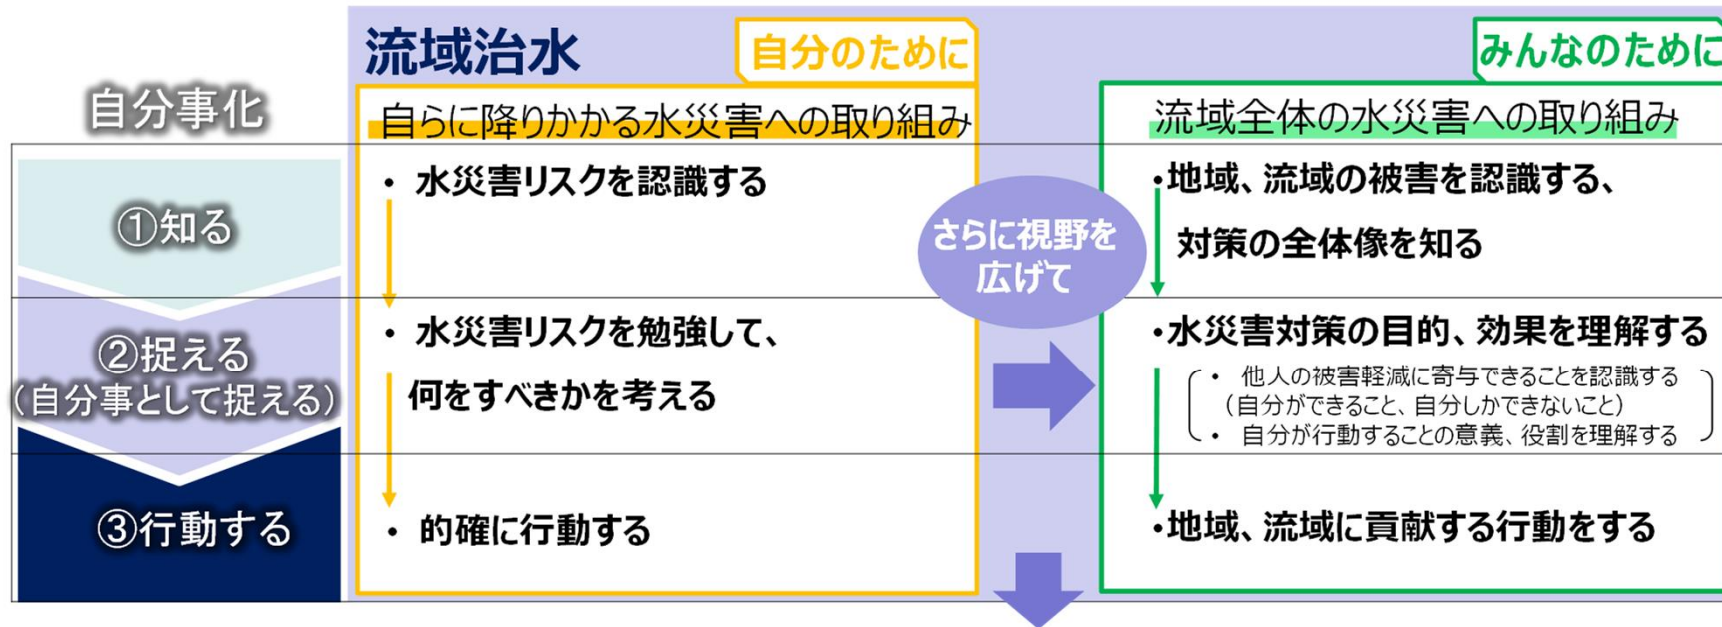 流域治水
自分のために
みんなのために
自分事化
自らに降りかかる水災害への取り組み
流域全体の水災害への取り組み
①知る
・ 水災害リスクを認識する
さらに視野を
広げて
・地域、流域の被害を認識する、
対策の全体像を知る
②捉える
（自分事として捉える）
・ 水災害リスクを勉強して、
何をすべきかを考える
・水災害対策の目的、効果を理解する
・ 他人の被害軽減に寄与できることを認識する
（自分ができること、自分しかできないこと）
・ 自分が行動することの意義、役割を理解する
③行動する
・ 的確に行動する
・地域、流域に貢献する行動をする